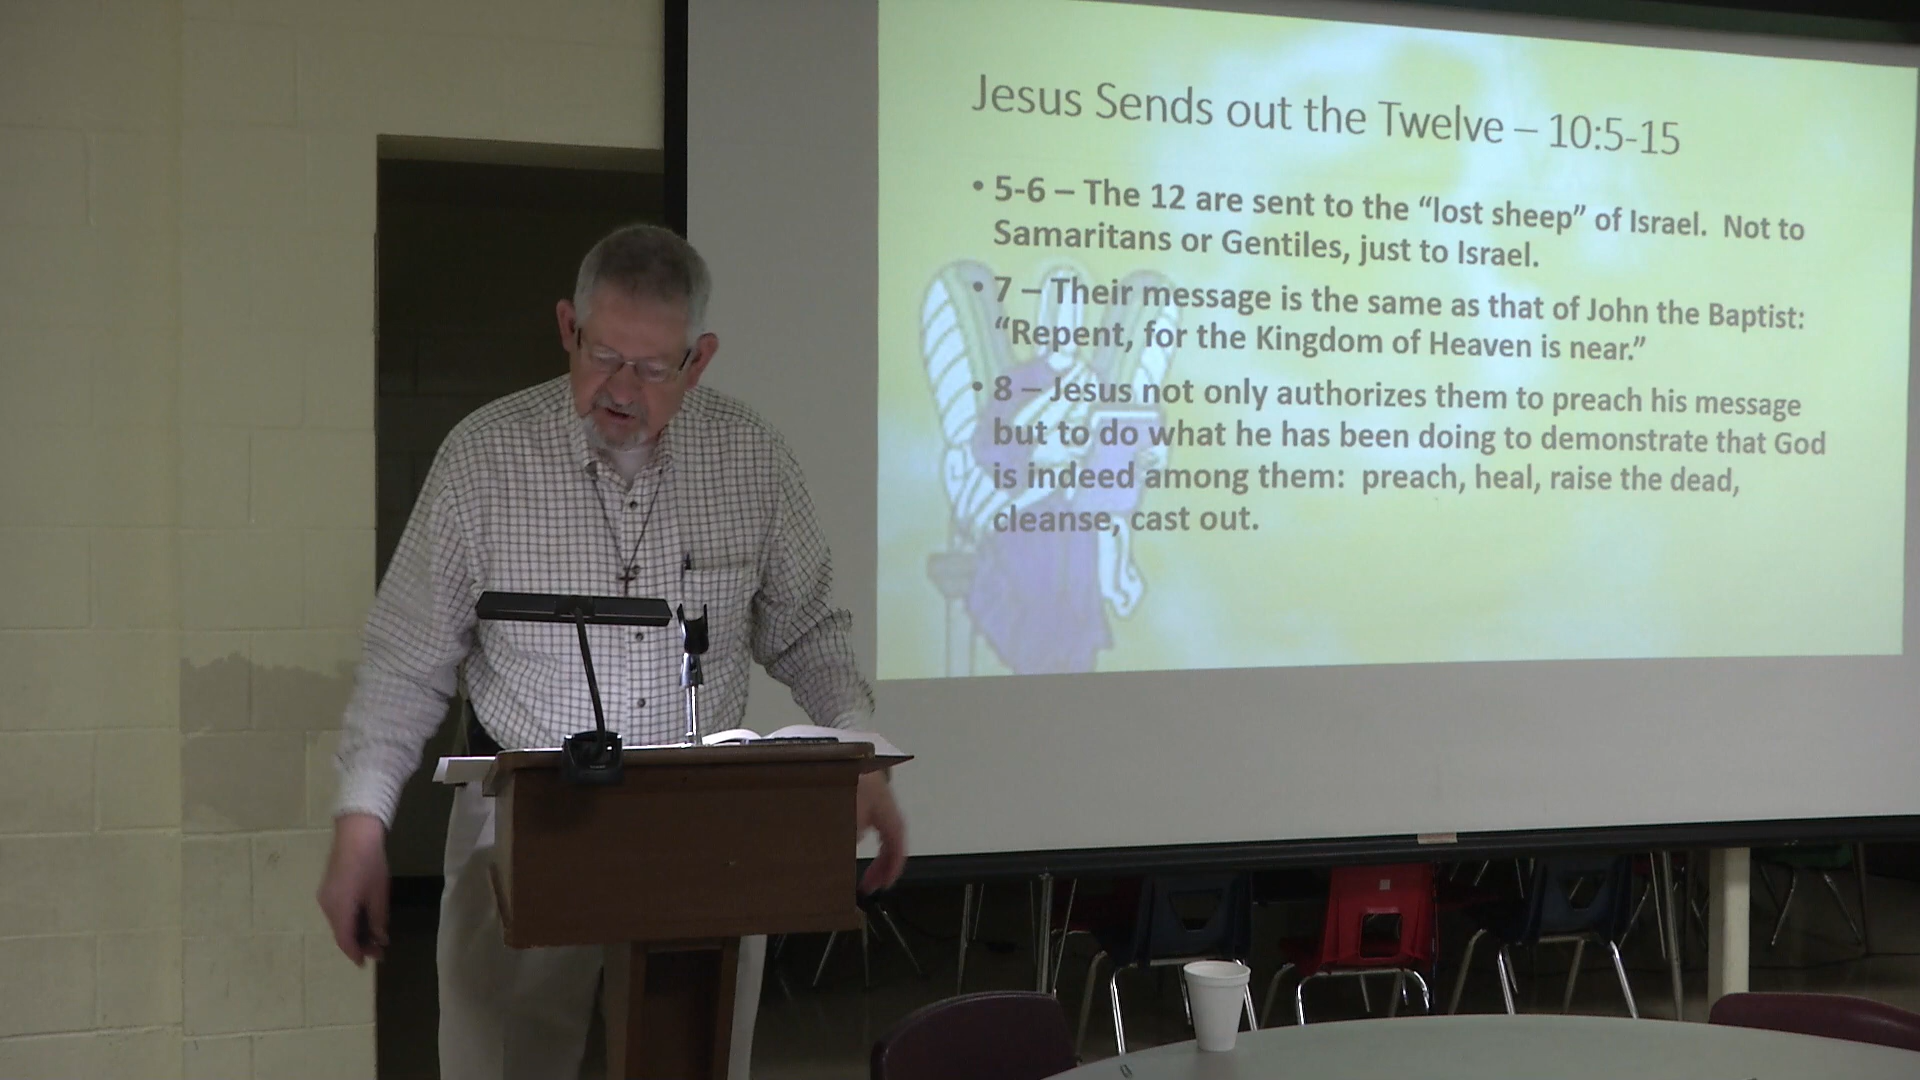 Jesus Sends out the Twelve – 10:5-15
• 5-6 – The 12 are sent to the “lost sheep” of Israel.  Not to
Samaritans or Gentiles, just to Israel.
• 7 – Their message is the same as that of John the Baptist:
“Repent, for the Kingdom of Heaven is near.”
• 8 – Jesus not only authorizes them to preach his message
but to do what he has been doing to demonstrate that God
is indeed among them:  preach, heal, raise the dead,
cleanse, cast out.